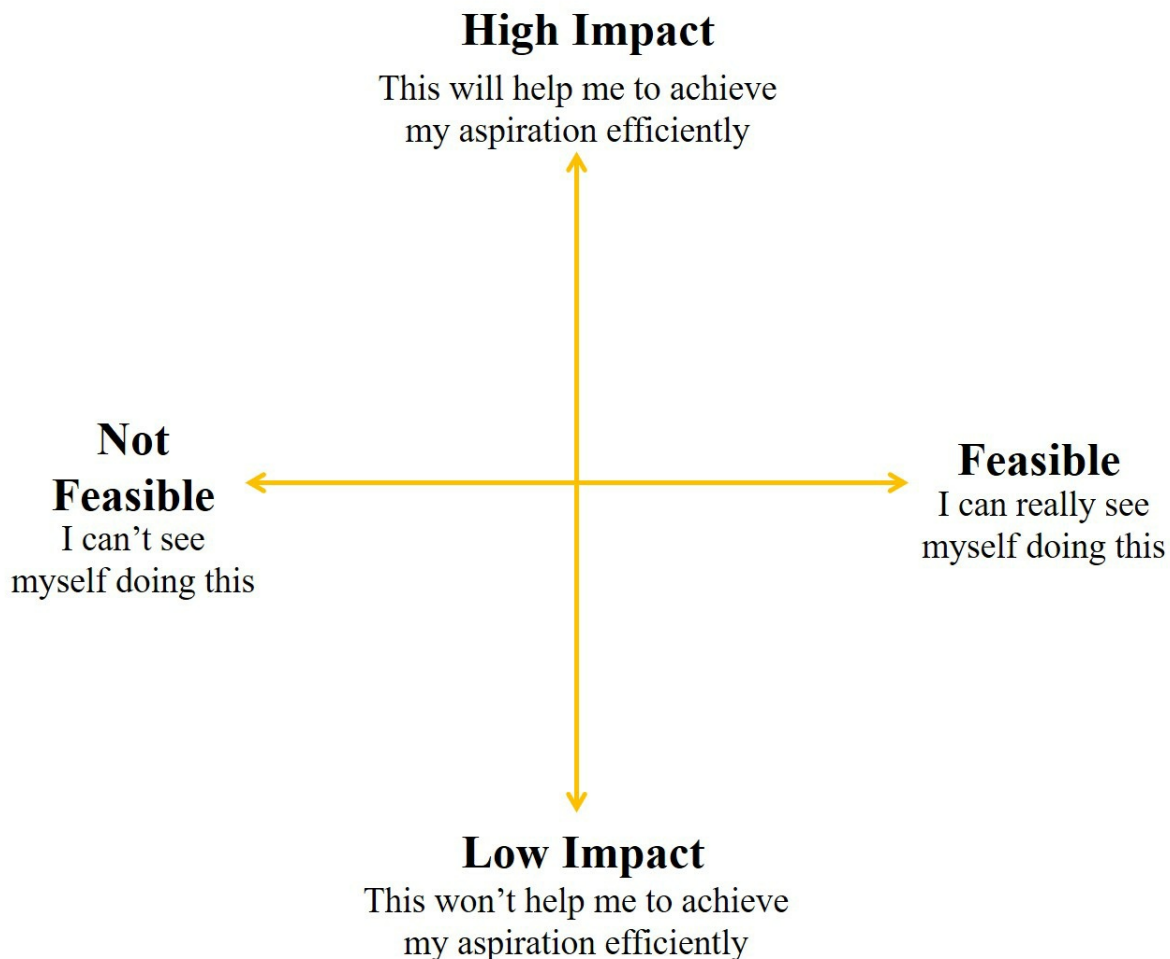 High Impact
This will help me to achieve
my aspiration efficiently
Not
Feasible
I can’t see
myself doing this
Feasible
I can really see
myself doing this
Low Impact
This won’t help me to achieve
my aspiration efficiently